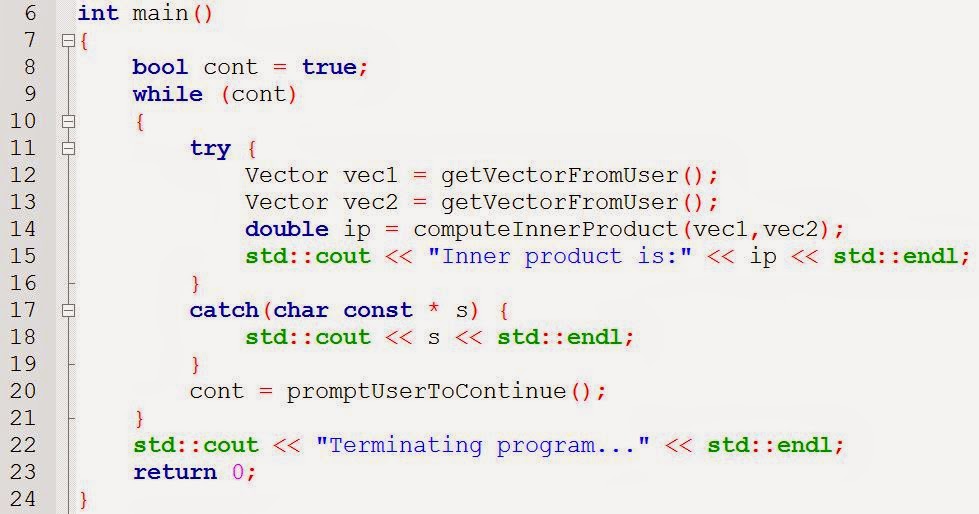 6 int main()
7 {
8 bool cont = true;
9 while (cont)
10 {
11 try {
12 Vector vec1 = getVectorFromUser();
13 Vector vec2 = getVectorFromUser();
14 double ip = computeInnerProduct(vec1,vec2);
15 std::cout << "Inner product is:" << ip << std::endl;
16 }
17 catch(char const * s) {
18 std::cout << s << std::endl;
19 }
20 cont = promptUserToContinue();
21 }
22 std::cout << "Terminating program..." << std::endl;
23 return 0;
24 }